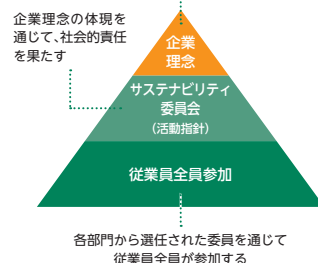 企業理念の体現を
通じて、社会的責任
を果たす
企業
理念
サステナビリティ
委員会
(活動指針)
従業員全員参加
各部門から選任された委員を通じて
従業員全員が参加する